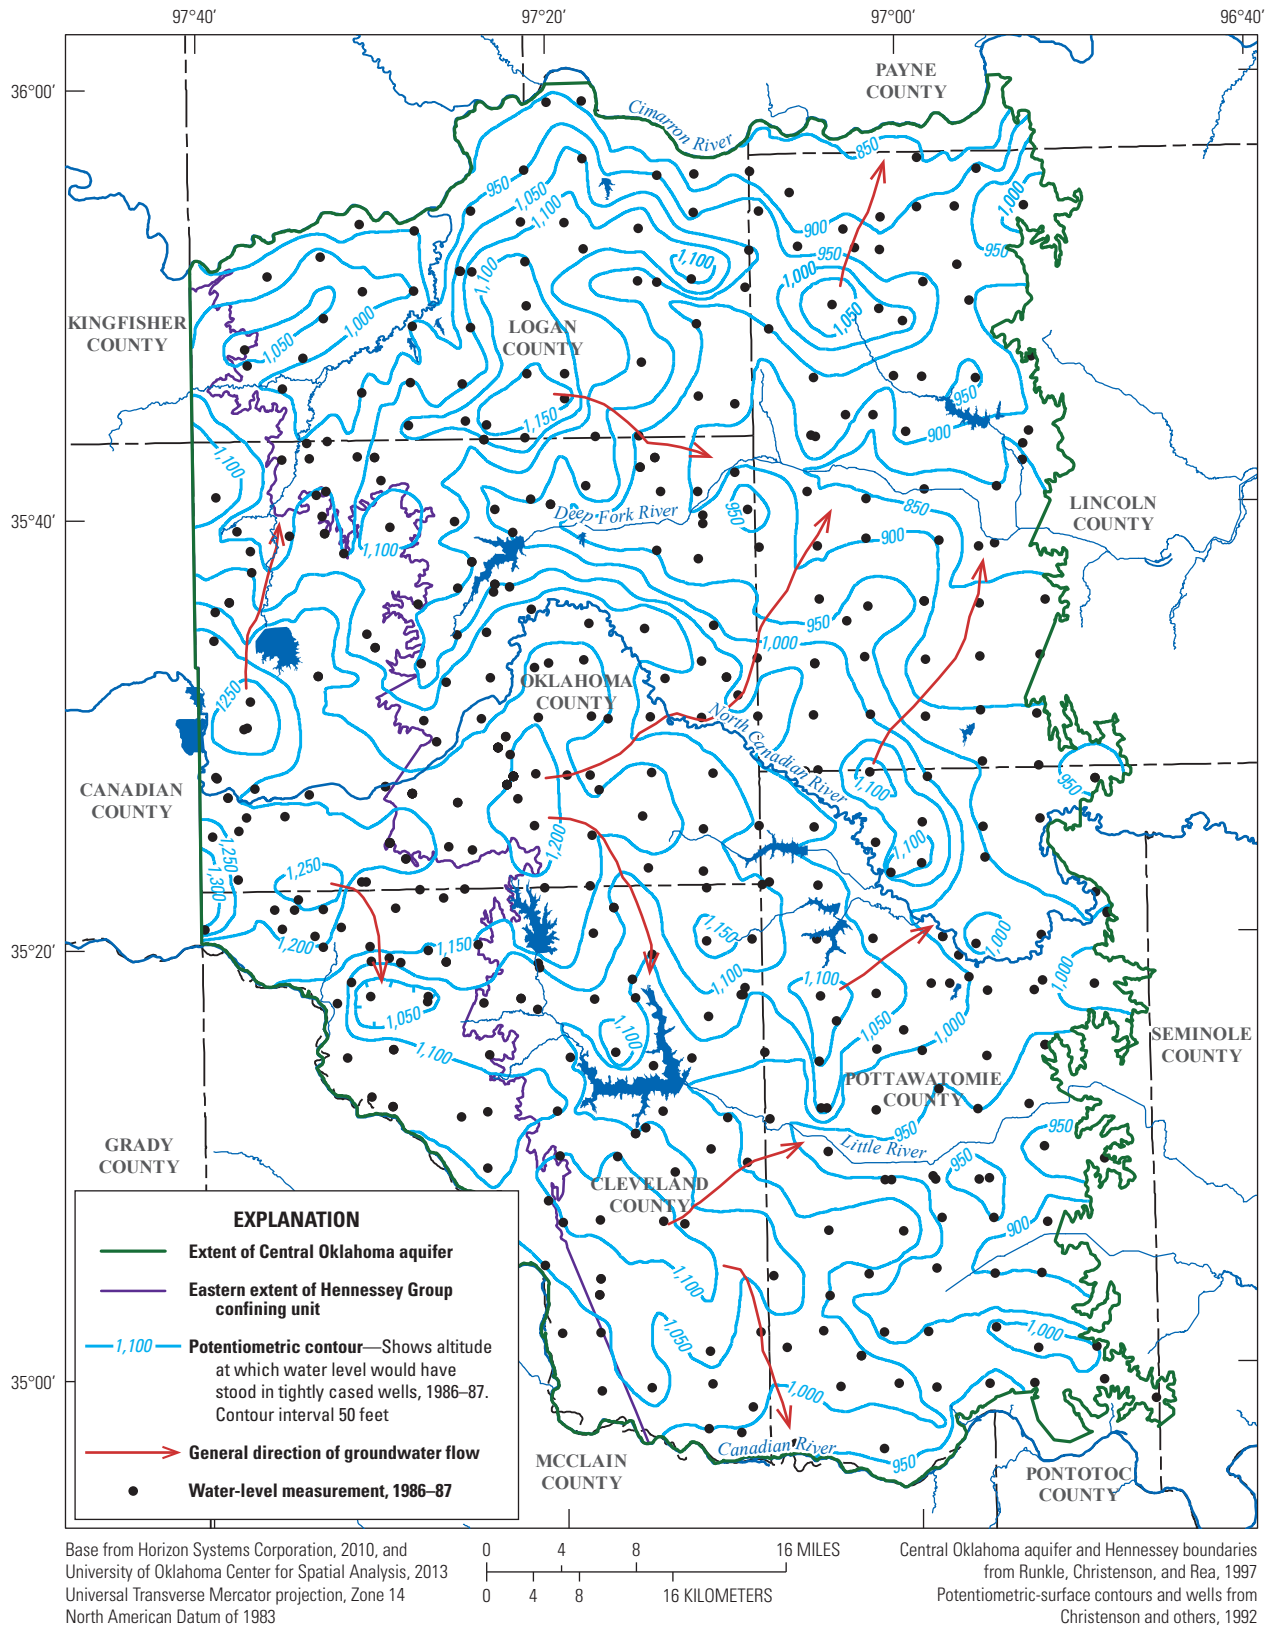 97°40′
97°20′
97°00′
96°40′
36°00′
PAYNE
COUNTY
Cimarron River
850
950
1,050
1,100
1,000
900
950
950
1,100
1,000
1,100
1,050
KINGFISHER
COUNTY
1,000
1,050
LOGAN
COUNTY
950
1,150
900
1,100
LINCOLN
COUNTY
35°40′
Deep Fork River
950
850
900
1,100
950
1,000
OKLAHOMA
COUNTY
1250
North Canadian River
950
1,100
CANADIAN
COUNTY
1,200
1,100
1,250
1,300
1,250
35°20′
1,200
1,150
1,150
1,000
1,100
1,100
1,000
1,050
1,050
1,000
1,100
1,100
SEMINOLE
COUNTY
POTTAWATOMIE
COUNTY
GRADY
COUNTY
950
950
Little River
950
CLEVELAND
COUNTY
900
1,100
1,050
1,000
1,000
35°00′
Canadian River
950
MCCLAIN
COUNTY
PONTOTOC
COUNTY
EXPLANATION
Extent of Central Oklahoma aquifer
Eastern extent of Hennessey Group
confining unit
1,100 Potentiometric contour—Shows altitude
at which water level would have
stood in tightly cased wells, 1986–87.
Contour interval 50 feet
General direction of groundwater flow
Water-level measurement, 1986–87
Base from Horizon Systems Corporation, 2010, and
University of Oklahoma Center for Spatial Analysis, 2013
Universal Transverse Mercator projection, Zone 14
North American Datum of 1983
0 4 8 16 MILES
0 4 8 16 KILOMETERS
Central Oklahoma aquifer and Hennessey boundaries
from Runkle, Christenson, and Rea, 1997
Potentiometric-surface contours and wells from
Christenson and others, 1992